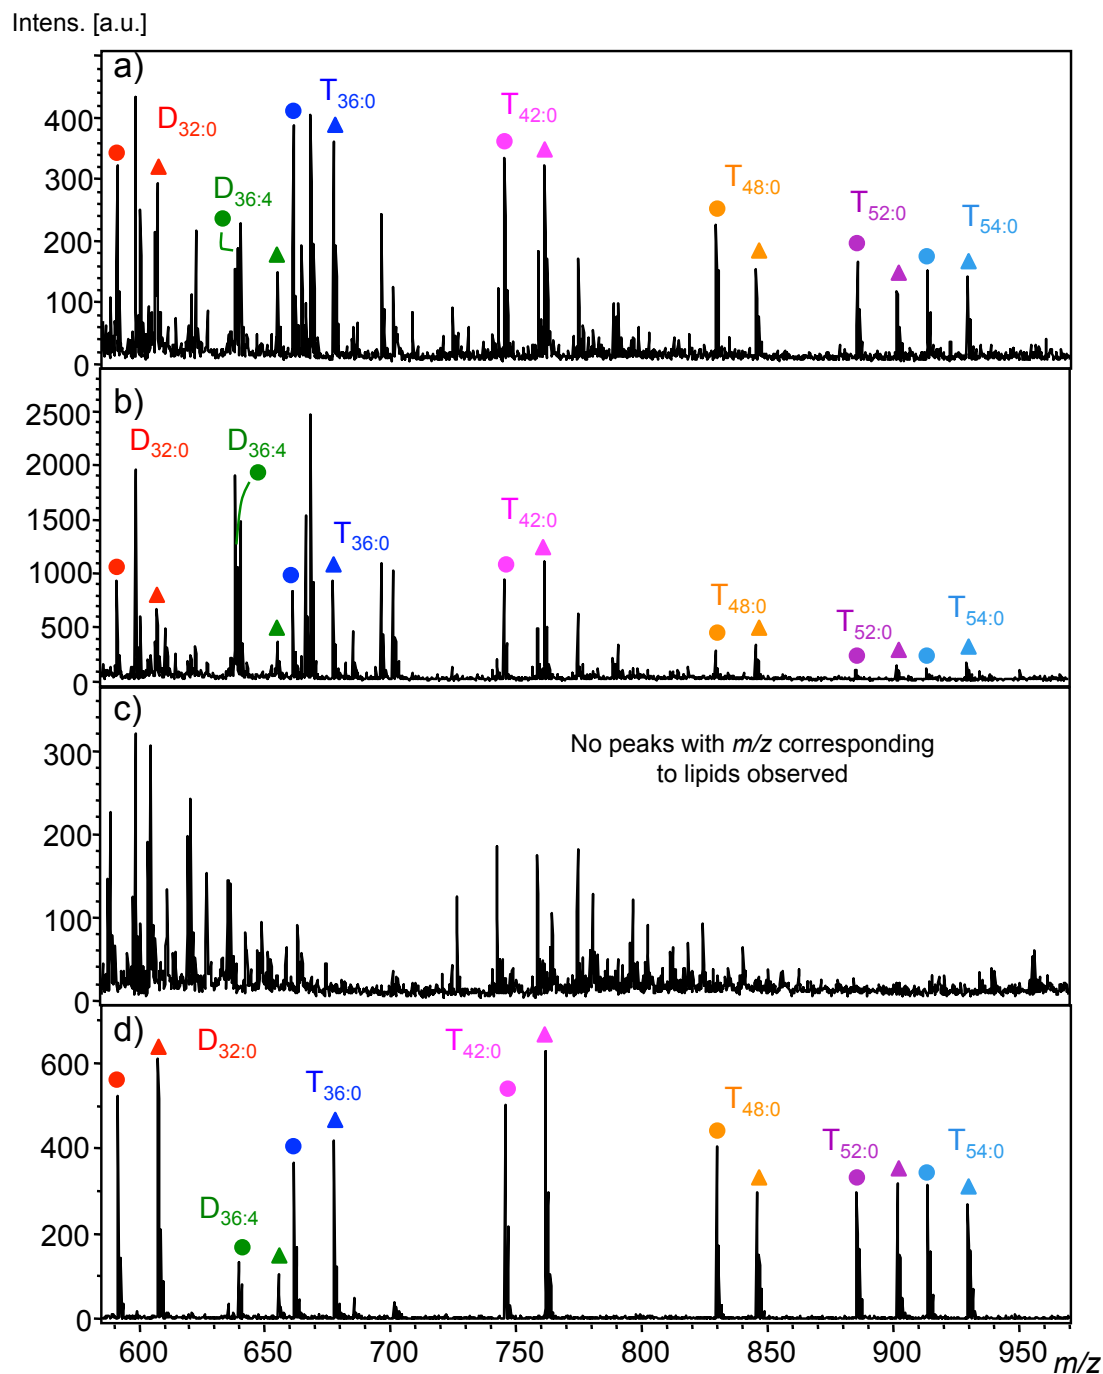 Intens. [a.u.]
a)
D32:0
D36:4
T36:0
T42:0
T48:0
T52:0
T54:0
400
300
200
100
0
b)
D32:0
D36:4
T36:0
T42:0
T48:0
T52:0
T54:0
2500
2000
1500
1000
500
0
c)
No peaks with m/z corresponding
to lipids observed
300
200
100
0
d)
D32:0
D36:4
T36:0
T42:0
T48:0
T52:0
T54:0
600
400
200
0
600 650 700 750 800 850 900 950 m/z